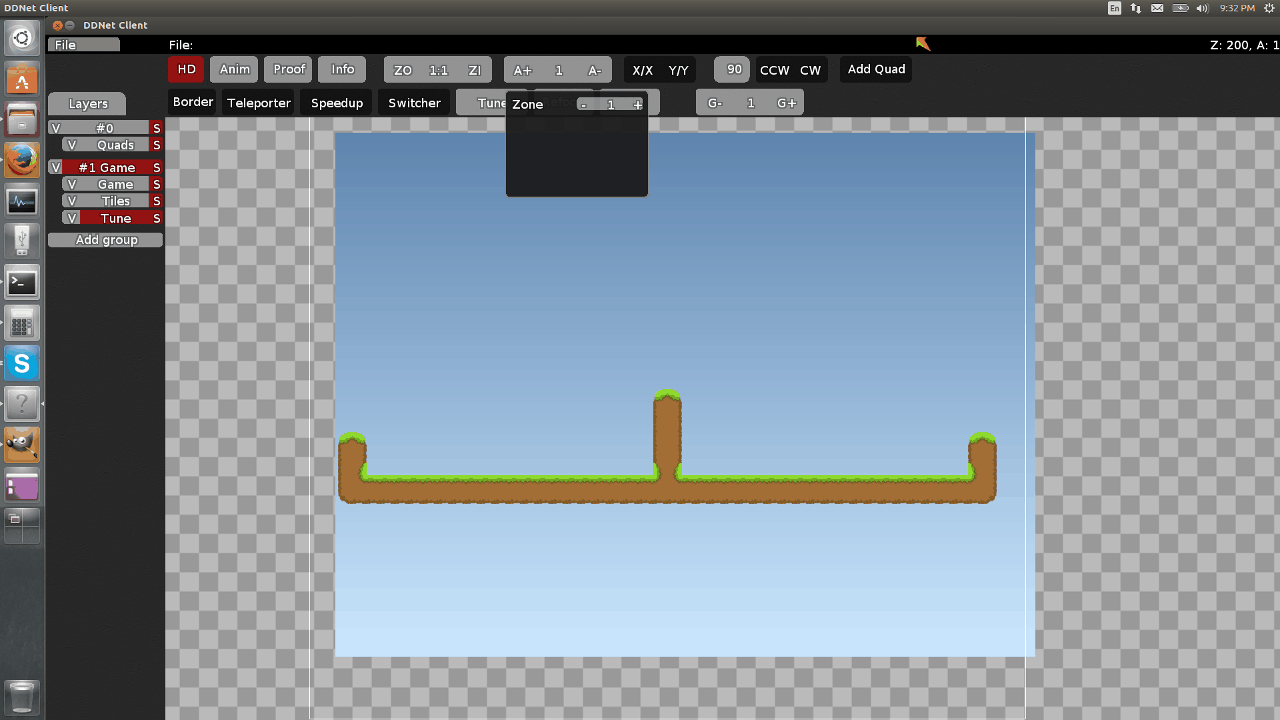 DDNet Client
En
9:32 PM
DDNet Client
File
File:
Z: 200, A: 1
HD Anim Proof Info ZO 1:1 ZI A+ 1 A- X/X Y/Y 90 CCW CW Add Quad
Layers
Border Teleporter Speedup Switcher Tune G- 1 G+
Zone - 1 +
V #0 S
V Quads S
V #1 Game S
V Game S
V Tiles S
V Tune S
Add group